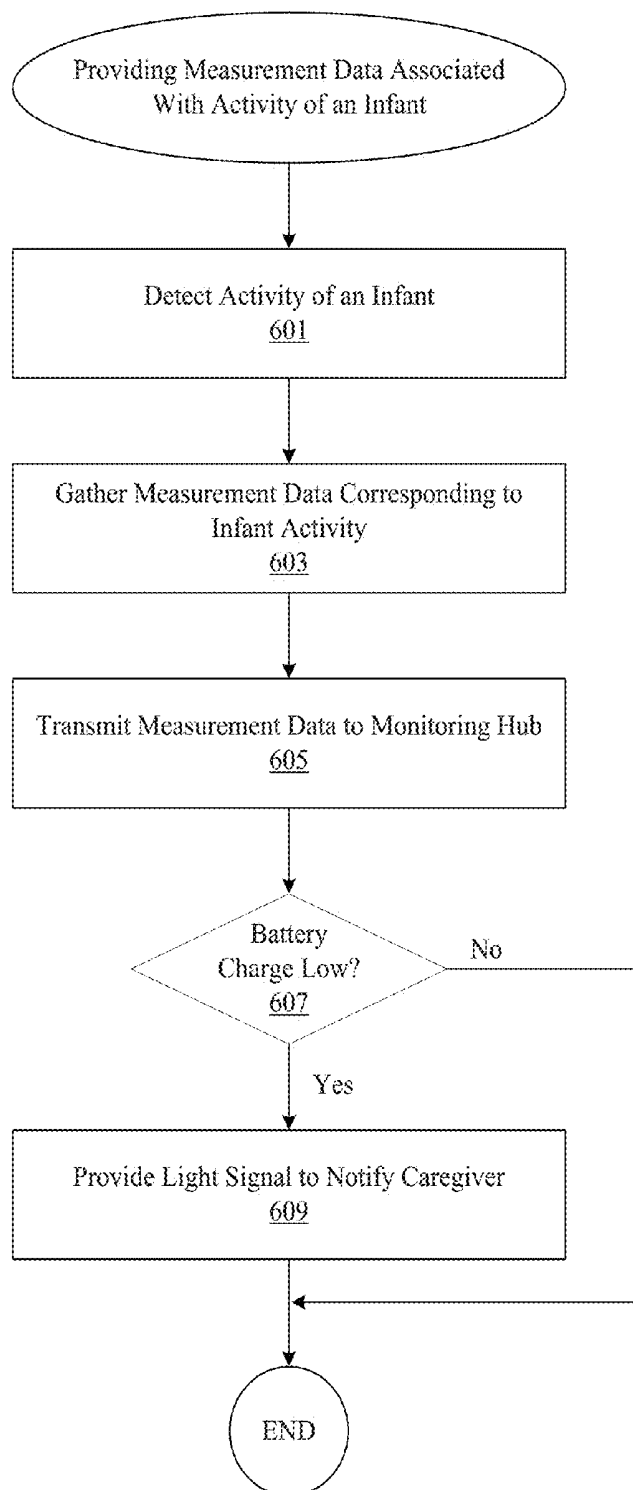 Providing Measurement Data Associated
With Activity of an Infant
Detect Activity of an Infant
601
Gather Measurement Data Corresponding to
Infant Activity
603
Transmit Measurement Data to Monitoring Hub
605
Battery
Charge Low?
607
No
Yes
Provide Light Signal to Notify Caregiver
609
END